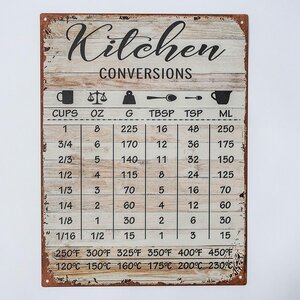 Kitchen
CONVERSIONS
CUPS OZ G TBSP TSP ML
1 8 225 16 48 250
3/4 6 170 12 36 175
2/3 5 140 11 32 150
1/2 4 115 8 24 125
1/3 3 70 5 16 70
1/4 2 60 4 12 60
1/8 1 30 2 6 30
1/16 1/2 15 1 3 15
250°F 300°F 325°F 350°F 400°F 450°F
120°C 150°C 160°C 175°C 200°C 230°C